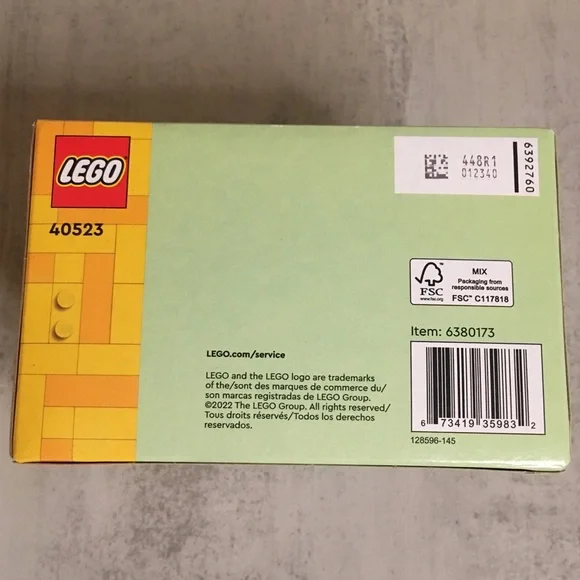 LEGO
40523
448R1
012340
6392760
FSC
www.fsc.org
MIX
Packaging from
responsible sources
FSC™ C117818
Item: 6380173
6 73419 35983 2
128596-145
LEGO.com/service
LEGO and the LEGO logo are trademarks
of the/sont des marques de commerce du/
son marcas registradas de LEGO Group.
©2022 The LEGO Group. All rights reserved/
Tous droits réservés/Todos los derechos
reservados.